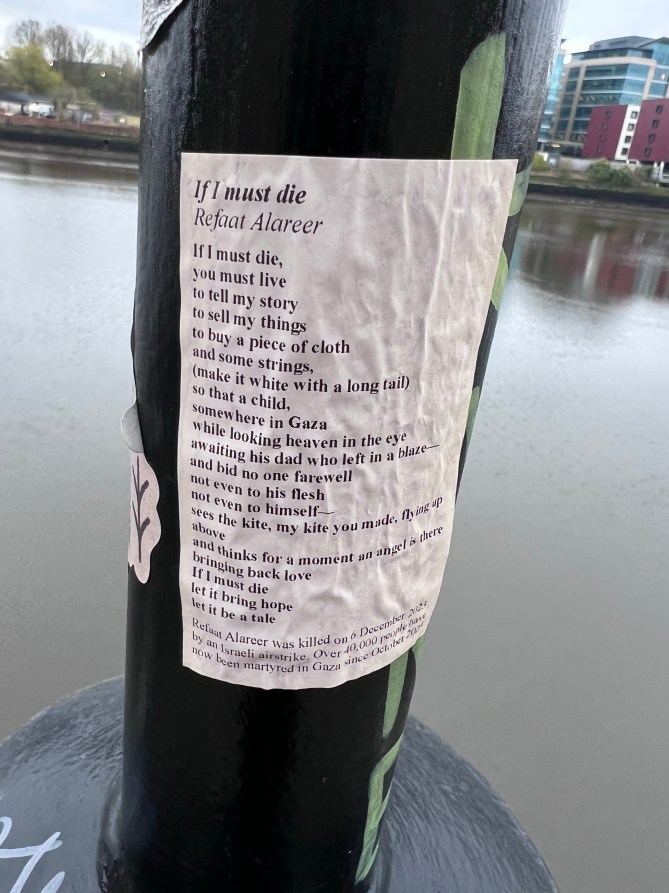 If I must die
Refaat Alareer
If I must die,
you must live
to tell my story
to sell my things
to buy a piece of cloth
and some strings,
(make it white with a long tail)
so that a child,
somewhere in Gaza
while looking heaven in the eye
awaiting his dad who left in a blaze—
and bid no one farewell
not even to his flesh
not even to himself—
sees the kite, my kite you made, flying up
above
and thinks for a moment an angel is there
bringing back love
If I must die
let it bring hope
let it be a tale
Refaat Alareer was killed on 6 December 2023
by an Israeli airstrike. Over 40,000 people have
now been martyred in Gaza since October 2023